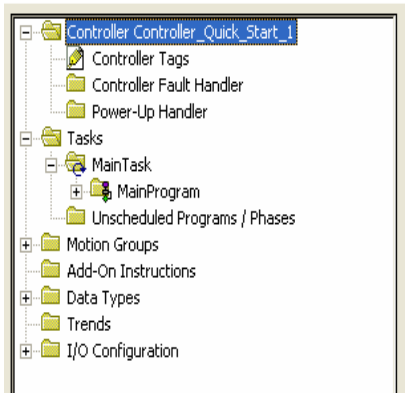 Controller Controller_Quick_Start_1
Controller Tags
Controller Fault Handler
Power-Up Handler
Tasks
MainTask
MainProgram
Unscheduled Programs / Phases
Motion Groups
Add-On Instructions
Data Types
Trends
I/O Configuration